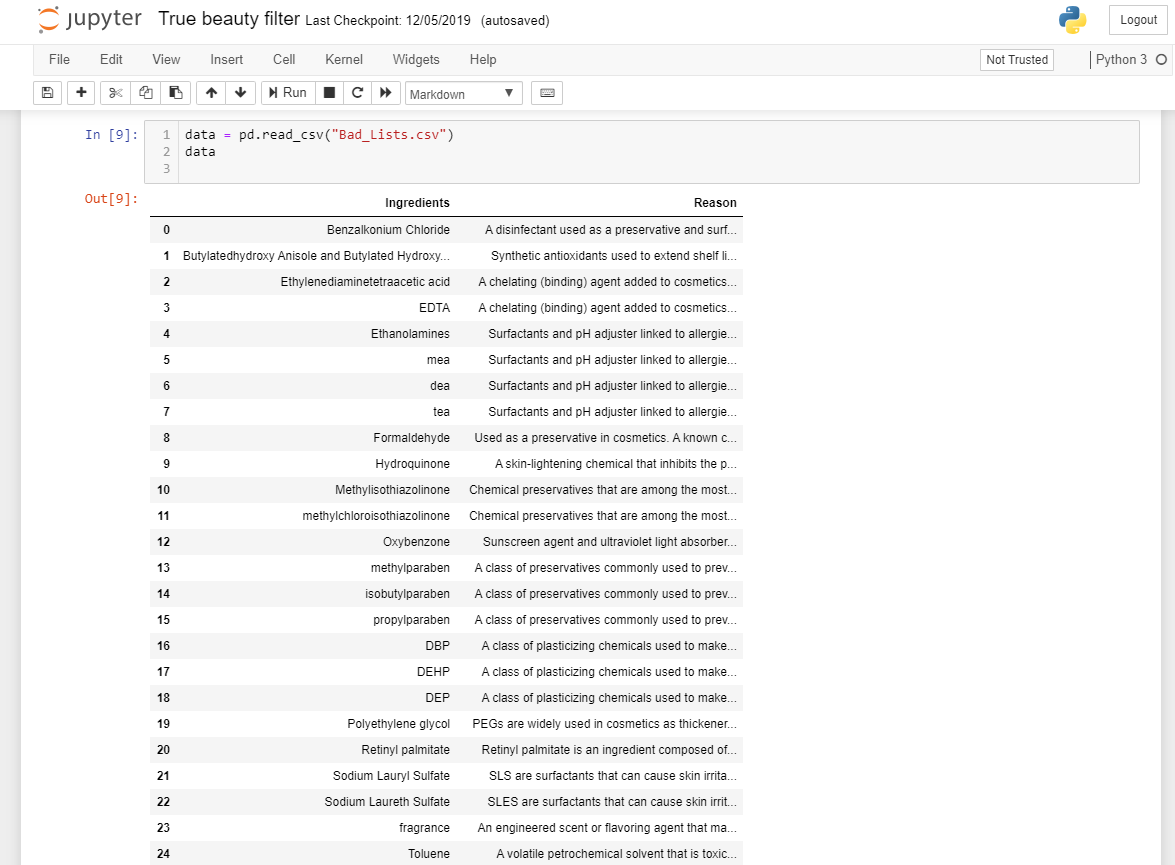 jupyter True beauty filter Last Checkpoint: 12/05/2019 (autosaved)
Logout
File Edit View Insert Cell Kernel Widgets Help Not Trusted Python 3
Run Markdown
In [9]: 1 data = pd.read_csv("Bad_Lists.csv")
2 data
3
Out[9]:
Ingredients Reason
0 Benzalkonium Chloride A disinfectant used as a preservative and surf...
1 Butylatedhydroxy Anisole and Butylated Hydroxy... Synthetic antioxidants used to extend shelf li...
2 Ethylenediaminetetraacetic acid A chelating (binding) agent added to cosmetics...
3 EDTA A chelating (binding) agent added to cosmetics...
4 Ethanolamines Surfactants and pH adjuster linked to allergie...
5 mea Surfactants and pH adjuster linked to allergie...
6 dea Surfactants and pH adjuster linked to allergie...
7 tea Surfactants and pH adjuster linked to allergie...
8 Formaldehyde Used as a preservative in cosmetics. A known c...
9 Hydroquinone A skin-lightening chemical that inhibits the p...
10 Methylisothiazolinone Chemical preservatives that are among the most...
11 methylchloroisothiazolinone Chemical preservatives that are among the most...
12 Oxybenzone Sunscreen agent and ultraviolet light absorber...
13 methylparaben A class of preservatives commonly used to prev...
14 isobutylparaben A class of preservatives commonly used to prev...
15 propylparaben A class of preservatives commonly used to prev...
16 DBP A class of plasticizing chemicals used to make...
17 DEHP A class of plasticizing chemicals used to make...
18 DEP A class of plasticizing chemicals used to make...
19 Polyethylene glycol PEGs are widely used in cosmetics as thickener...
20 Retinyl palmitate Retinyl palmitate is an ingredient composed of...
21 Sodium Lauryl Sulfate SLS are surfactants that can cause skin irrita...
22 Sodium Laureth Sulfate SLES are surfactants that can cause skin irrit...
23 fragrance An engineered scent or flavoring agent that ma...
24 Toluene A volatile petrochemical solvent that is toxic...